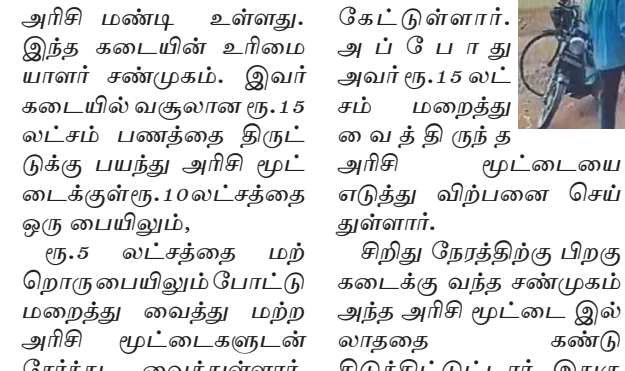 அரிசி மண்டி உள்ளது.
இந்த கடையின் உரிமை
யாளர் சண்முகம். இவர்
கடையில் வசூலான ரூ.15
லட்சம் பணத்தை திருட்
டுக்கு பயந்து அரிசி மூட்
டைக்குள்ரூ.10லட்சத்தை
ஒரு பையிலும்,
ரூ.5 லட்சத்தை மற்
றொருபையிலும்போட்டு
மறைத்து வைத்து மற்ற
அரிசி மூட்டைகளுடன்
சேர்த்து வைத்துள்ளார்.
கேட்டுள்ளார்.
அப்போது
அவர் ரூ.15 லட்
சம் மறைத்து
வைத்திருந்த
அரிசி மூட்டையை
எடுத்து விற்பனை செய்
துள்ளார்.
சிறிது நேரத்திற்கு பிறகு
கடைக்கு வந்த சண்முகம்
அந்த அரிசி மூட்டை இல்
லாததை கண்டு
திடுக்கிட்டுட்டார். இதுகு